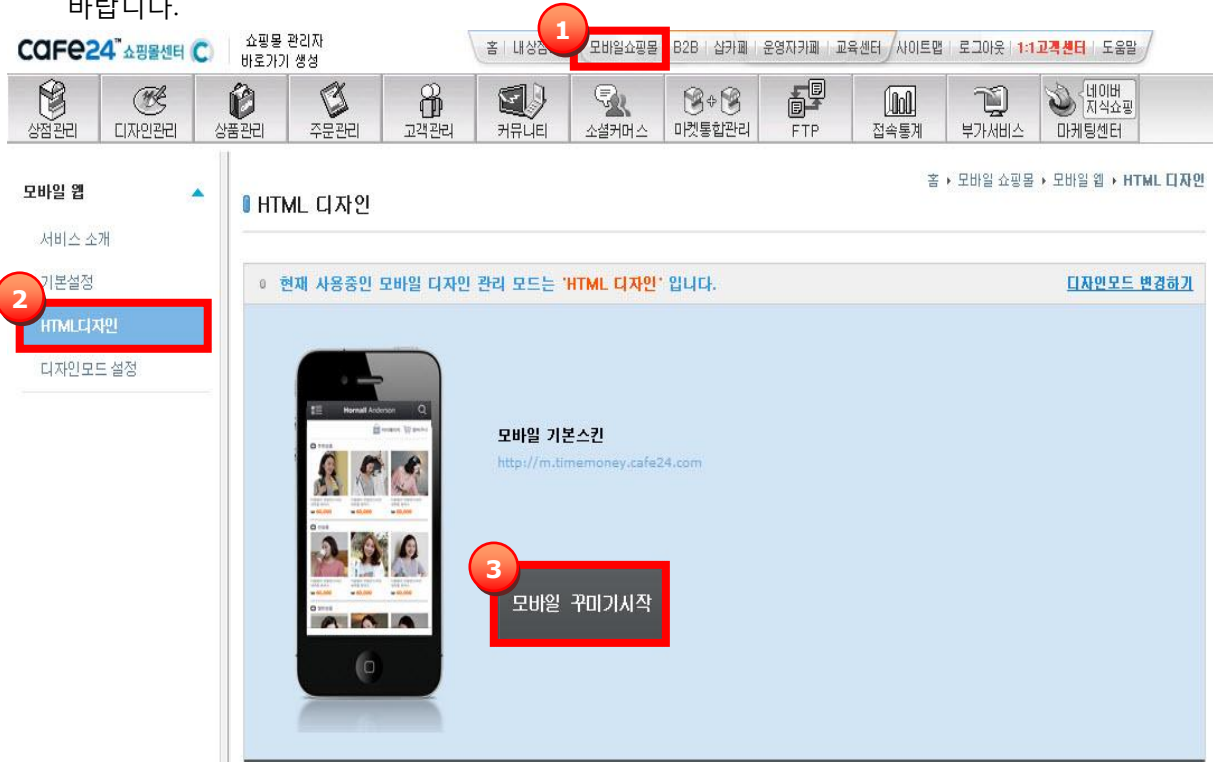 바랍니다.
cafe24™ 쇼핑몰센터 C
쇼핑몰 관리자
바로가기 생성
1
홈 | 내상점 모바일쇼핑몰 B2B | 샵카페 | 운영자카페 | 교육센터 사이트맵 | 로그아웃 | 1:1고객센터 | 도움말
상점관리 디자인관리 상품관리 주문관리 고객관리 커뮤니티 소셜커머스 마켓통합관리 FTP 접속통계 부가서비스 마케팅센터
네이버
지식쇼핑
홈 › 모바일 쇼핑몰 › 모바일 웹 › HTML 디자인
모바일 웹
서비스 소개
기본설정
2
HTML디자인
디자인모드 설정
HTML 디자인
현재 사용중인 모바일 디자인 관리 모드는 'HTML 디자인' 입니다.
디자인모드 변경하기
Hornall Anderson
모바일 기본스킨
http://m.timemoney.cafe24.com
3
모바일 꾸미기시작